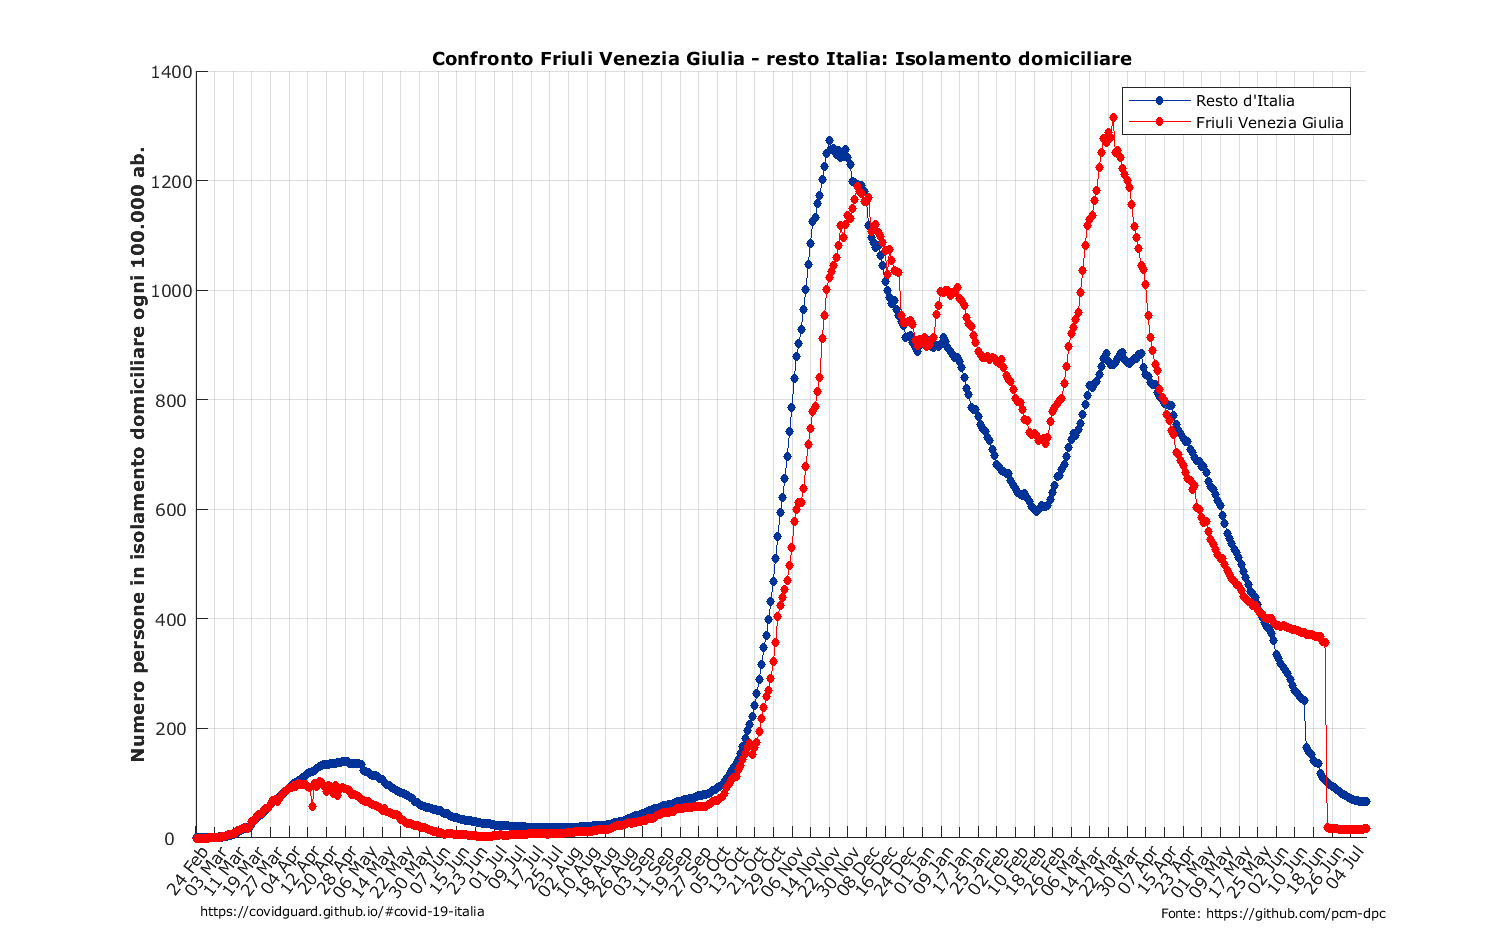 Confronto Friuli Venezia Giulia - resto Italia: Isolamento domiciliare
Resto d'Italia
Friuli Venezia Giulia
Numero persone in isolamento domiciliare ogni 100.000 ab.
1400
1200
1000
800
600
400
200
0
24 Feb
03 Mar
11 Mar
19 Mar
27 Mar
04 Apr
12 Apr
20 Apr
28 Apr
06 May
14 May
22 May
30 May
07 Jun
15 Jun
23 Jun
01 Jul
09 Jul
17 Jul
25 Jul
02 Aug
10 Aug
18 Aug
26 Aug
03 Sep
11 Sep
19 Sep
27 Sep
05 Oct
13 Oct
21 Oct
29 Oct
06 Nov
14 Nov
22 Nov
30 Nov
08 Dec
16 Dec
24 Dec
01 Jan
09 Jan
17 Jan
25 Jan
02 Feb
10 Feb
18 Feb
26 Feb
06 Mar
14 Mar
22 Mar
30 Mar
07 Apr
15 Apr
23 Apr
01 May
09 May
17 May
25 May
02 Jun
10 Jun
18 Jun
26 Jun
04 Jul
https://covidguard.github.io/#covid-19-italia
Fonte: https://github.com/pcm-dpc